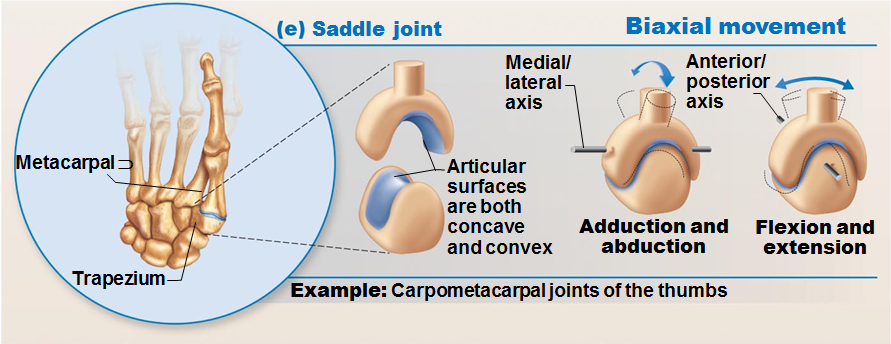 (e) Saddle joint
Biaxial movement
Metacarpal
Trapezium
Articular
surfaces
are both
concave
and convex
Medial/
lateral
axis
Adduction and
abduction
Anterior/
posterior
axis
Flexion and
extension
Example: Carpometacarpal joints of the thumbs